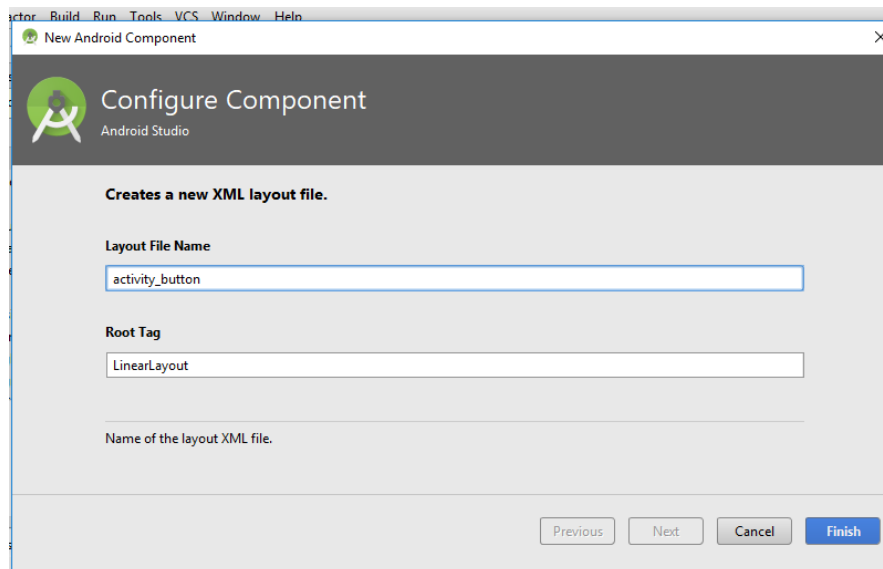 actor Build Run Tools VCS Window Help
New Android Component
Configure Component
Android Studio
Creates a new XML layout file.
Layout File Name
activity_button
Root Tag
LinearLayout
Name of the layout XML file.
Previous Next Cancel Finish